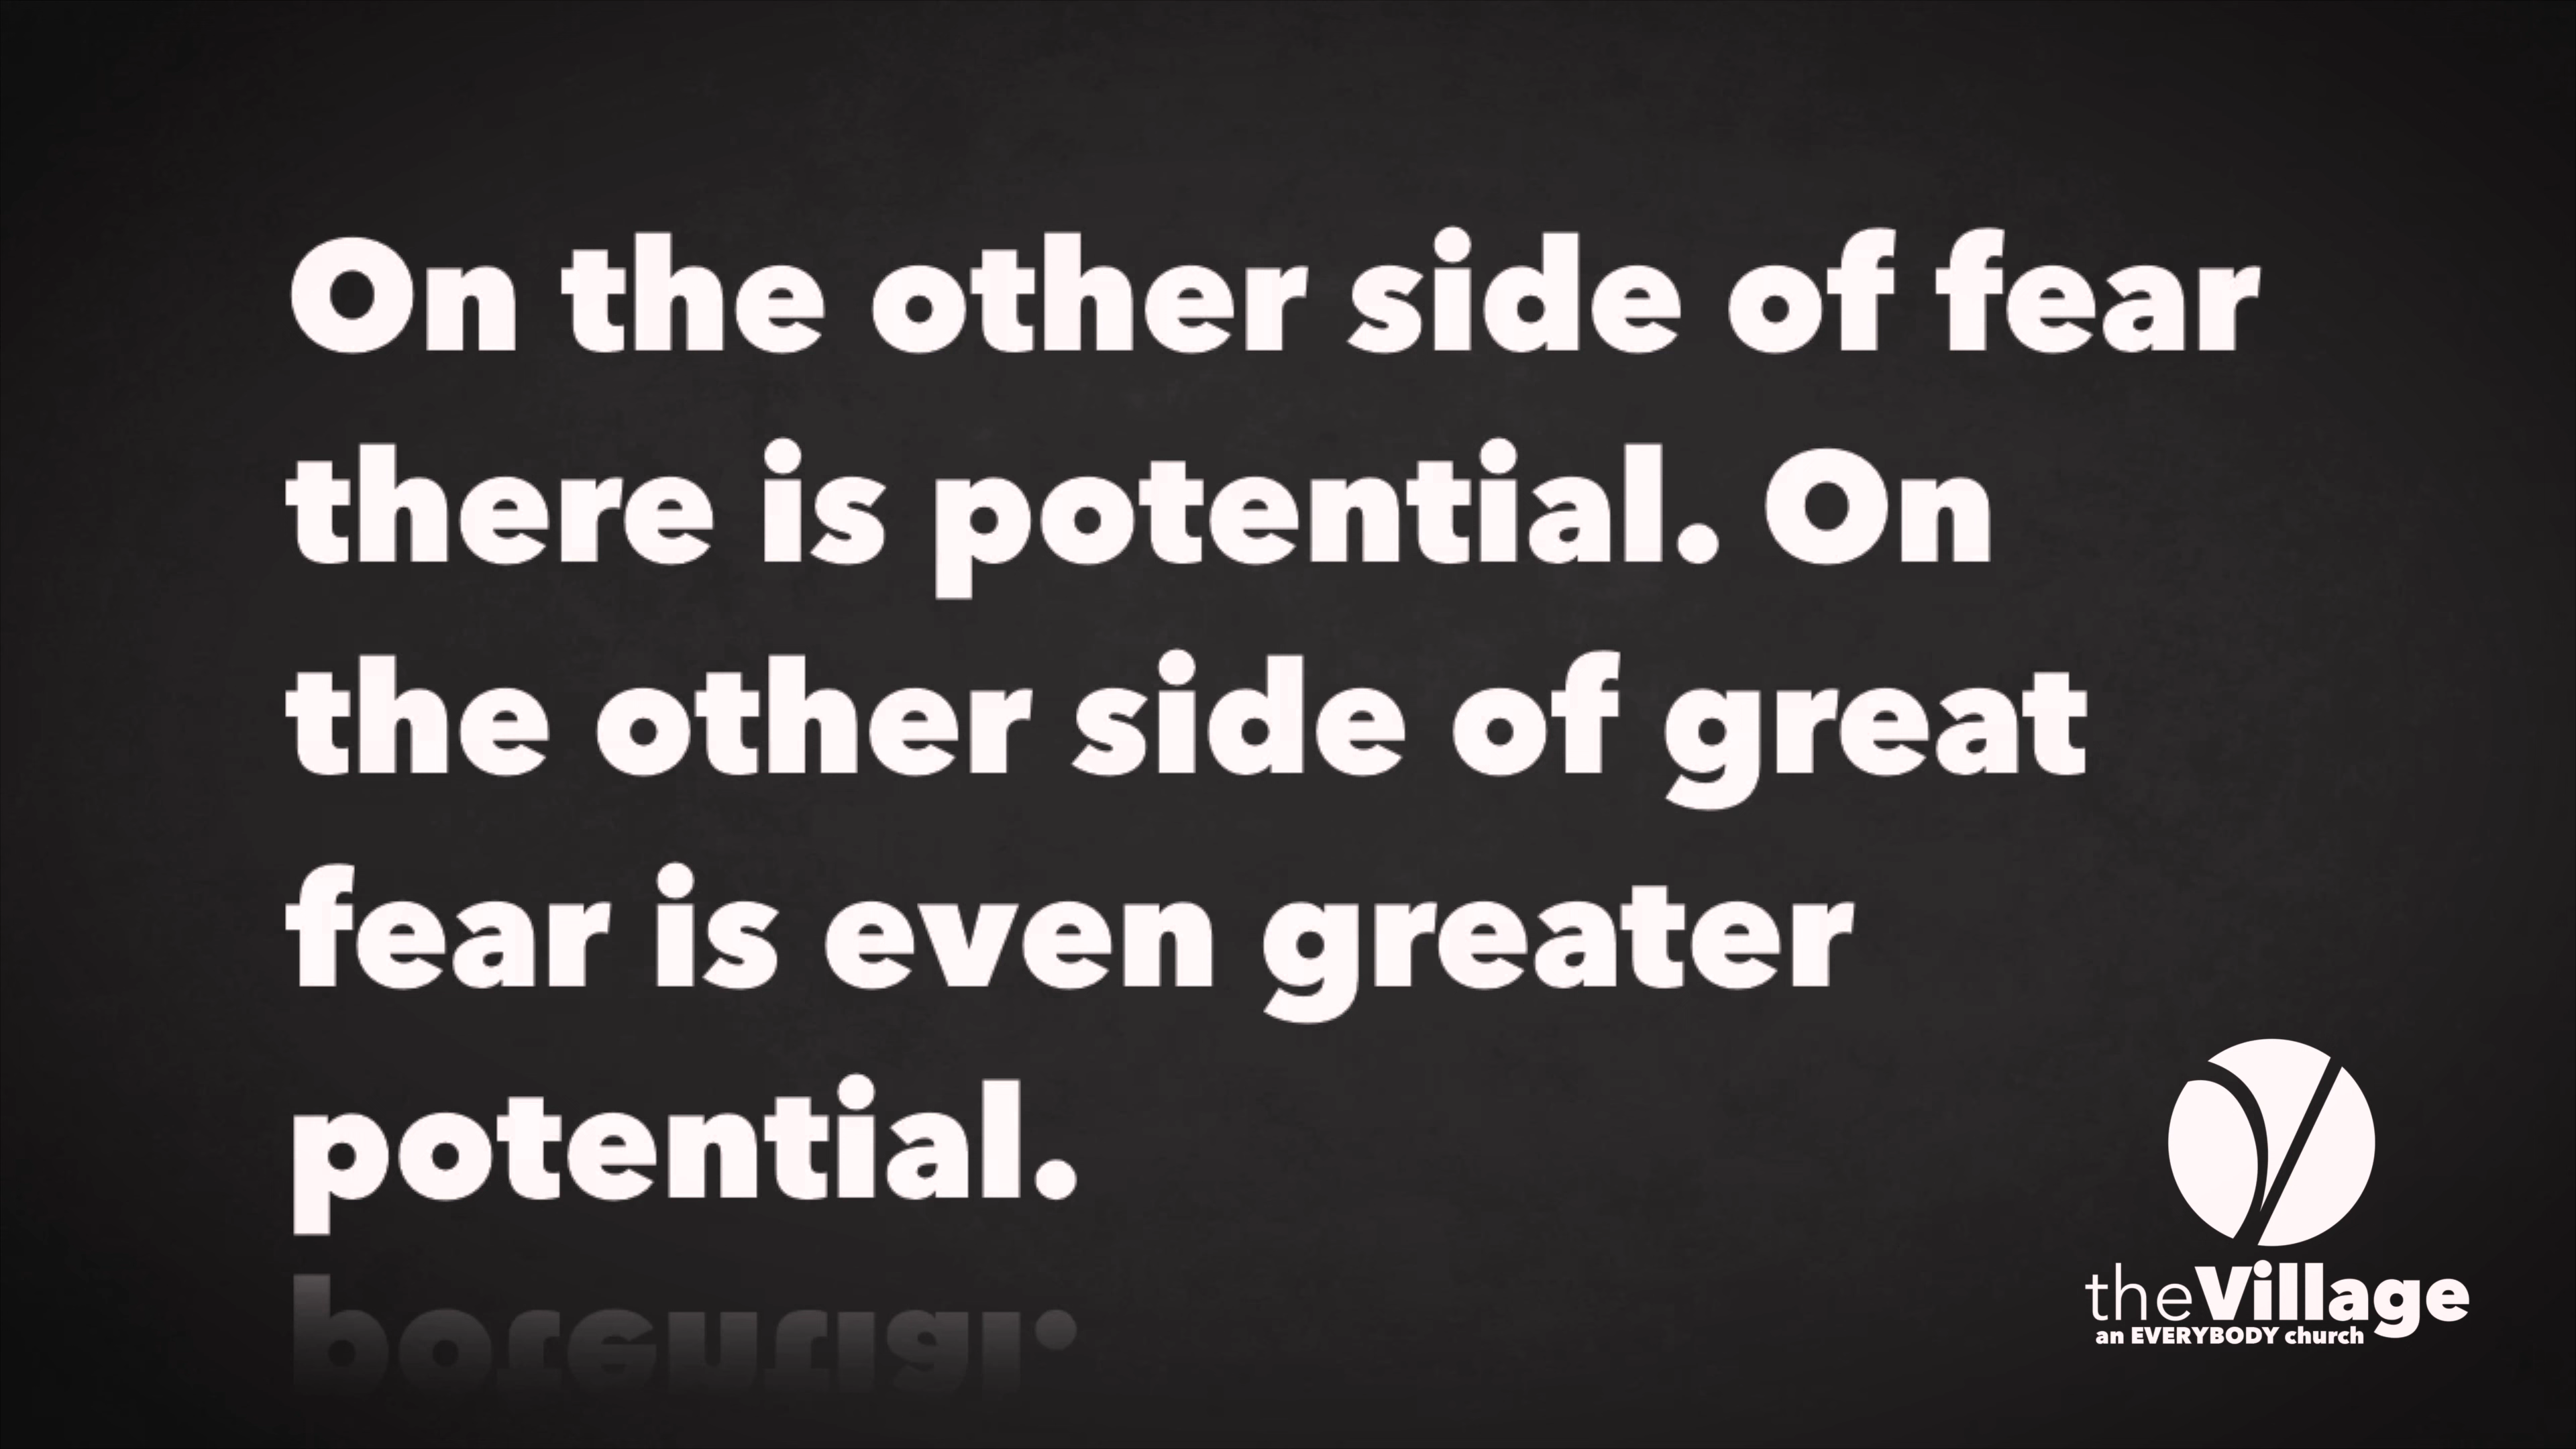 On the other side of fear
there is potential. On
the other side of great
fear is even greater
potential.
theVillage
an EVERYBODY church